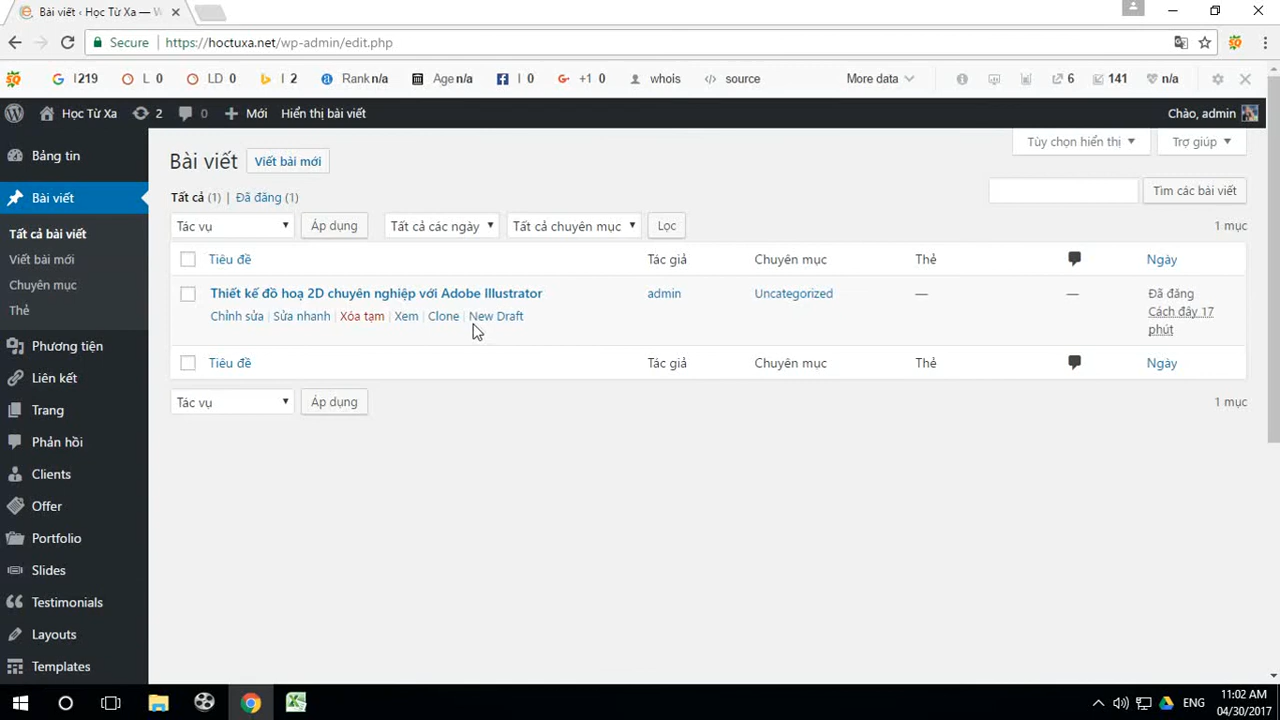 Bài viết ‹ Học Từ Xa — W
Secure https://hoctuxa.net/wp-admin/edit.php
I 219 L 0 LD 0 I 2 Rank n/a Age n/a I 0 +1 0 whois source More data 6 141 n/a
Học Từ Xa 2 0 Mới Hiển thị bài viết Chào, admin
Bảng tin
Bài viết
Tất cả bài viết
Viết bài mới
Chuyên mục
Thẻ
Phương tiện
Liên kết
Trang
Phản hồi
Clients
Offer
Portfolio
Slides
Testimonials
Layouts
Templates
Tùy chọn hiển thị Trợ giúp
Bài viết Viết bài mới
Tất cả (1) | Đã đăng (1)
Tìm các bài viết
Tác vụ Áp dụng Tất cả các ngày Tất cả chuyên mục Lọc 1 mục
Tiêu đề Tác giả Chuyên mục Thẻ Ngày
Thiết kế đồ hoạ 2D chuyên nghiệp với Adobe Illustrator admin Uncategorized — — Đã đăng
Chỉnh sửa | Sửa nhanh | Xóa tạm | Xem | Clone | New Draft Cách đây 17
phút
Tiêu đề Tác giả Chuyên mục Thẻ Ngày
Tác vụ Áp dụng 1 mục
ENG
11:02 AM
04/30/2017